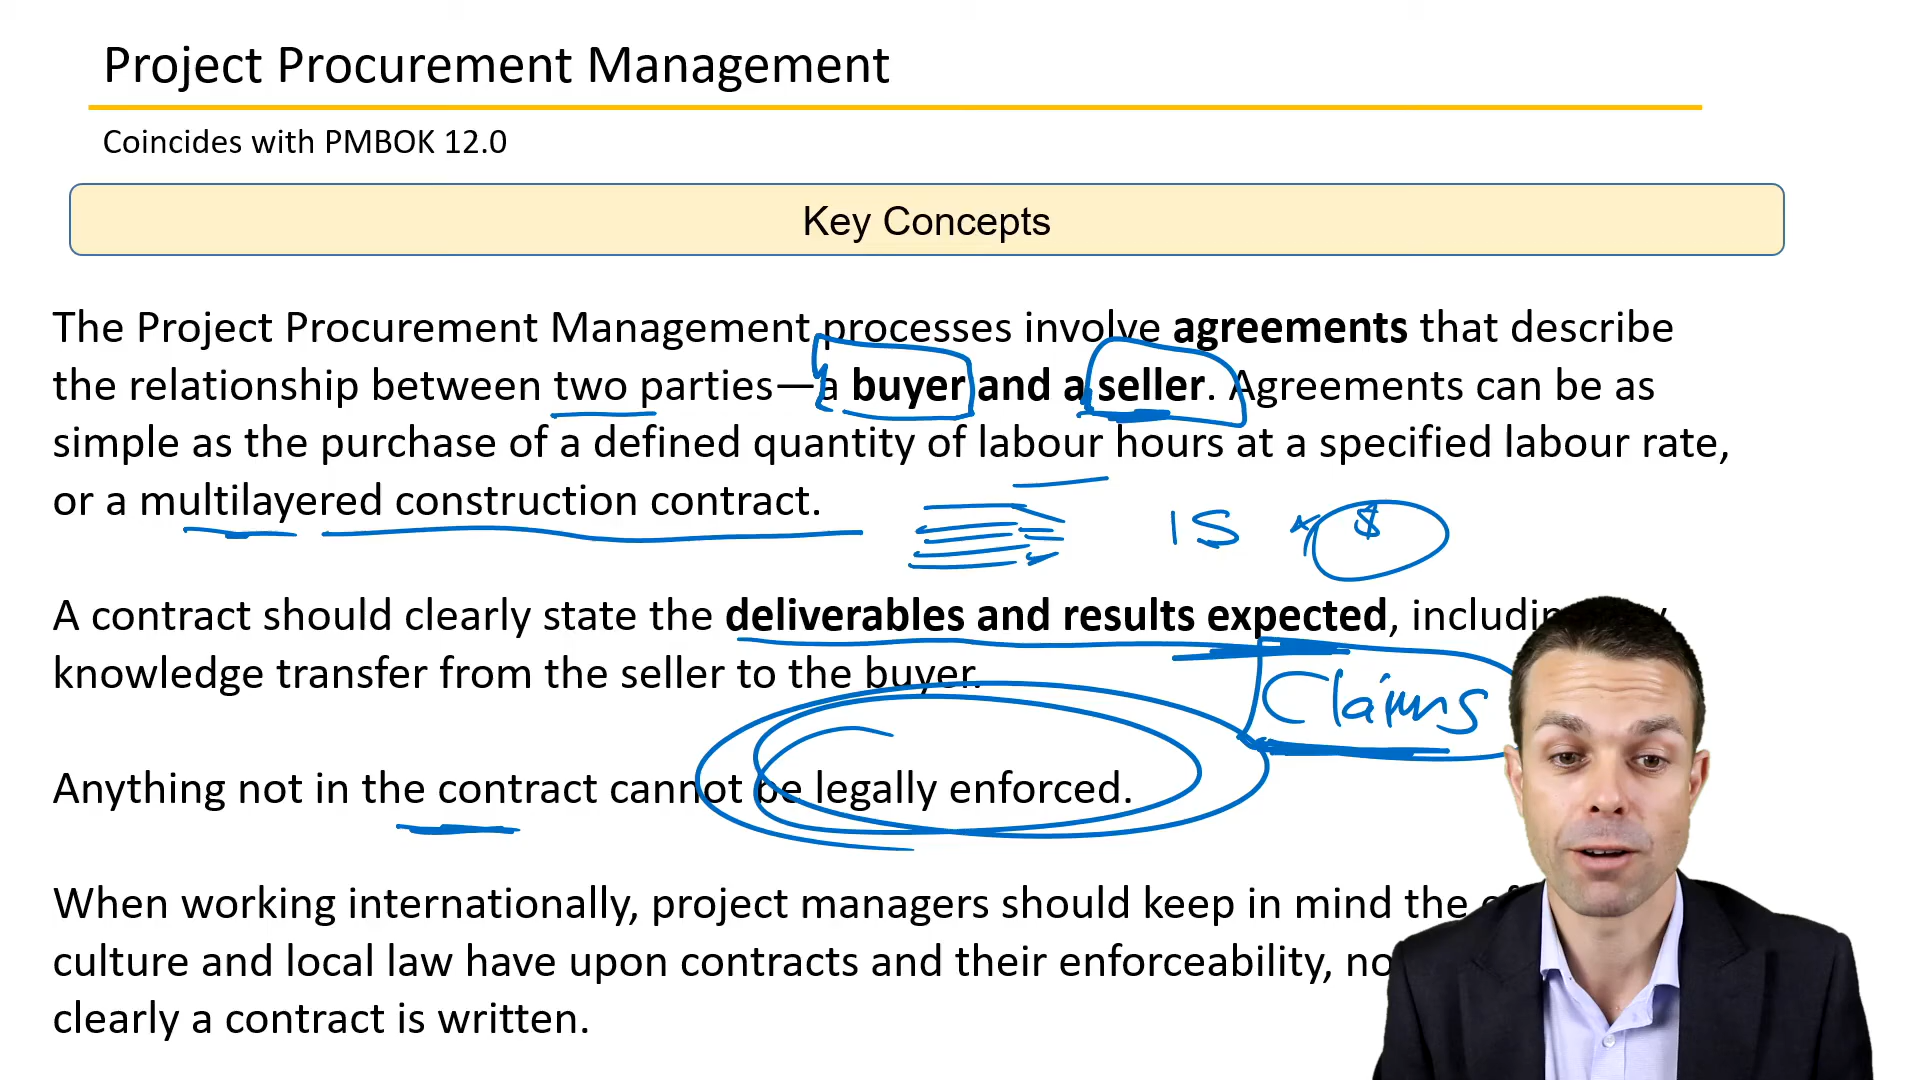 Project Procurement Management
Coincides with PMBOK 12.0
Key Concepts
The Project Procurement Management processes involve agreements that describe
the relationship between two parties—a buyer and a seller. Agreements can be as
simple as the purchase of a defined quantity of labour hours at a specified labour rate,
or a multilayered construction contract.
IS $
A contract should clearly state the deliverables and results expected,
knowledge transfer from the seller to the buyer.
Claims
Anything not in the contract cannot be legally enforced.
When working internationally, project managers should keep in mind the
culture and local law have upon contracts and their enforceability,
clearly a contract is written.